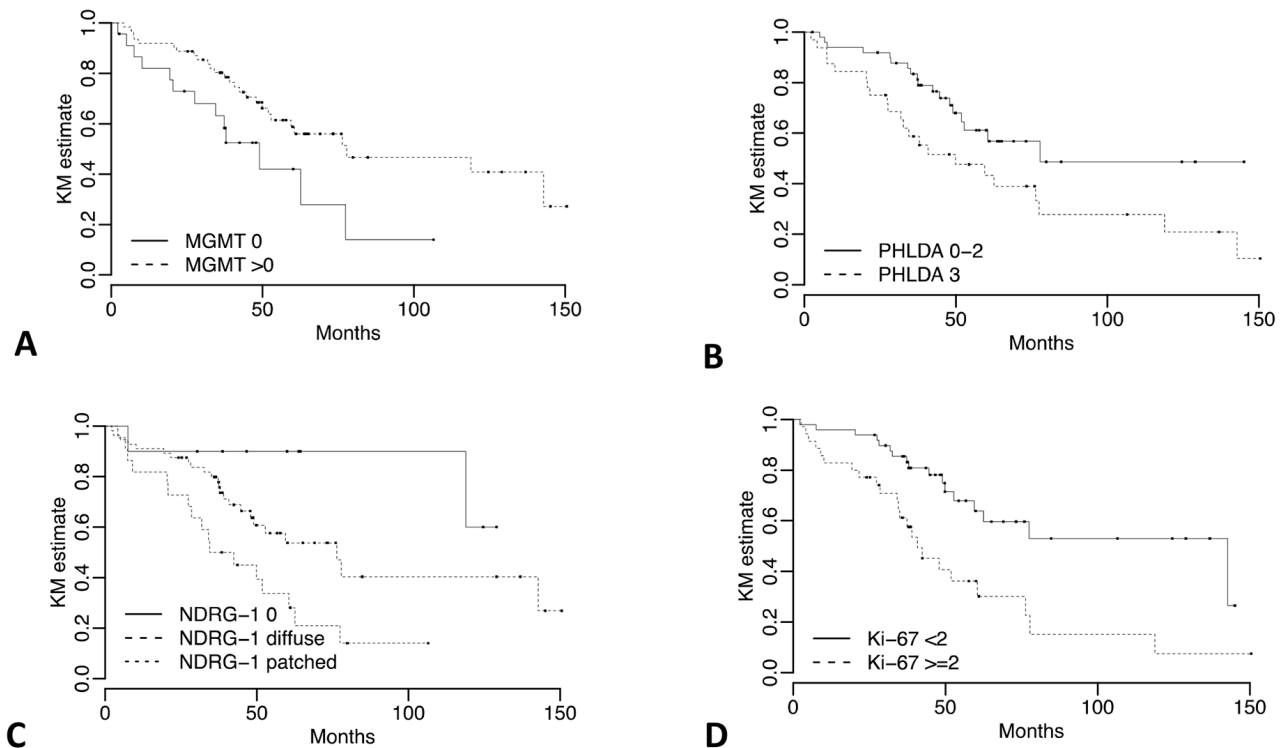 KM estimate
0.0 0.2 0.4 0.6 0.8 1.0
MGMT 0
MGMT >0
0 50 100 150
Months
A
KM estimate
0.0 0.2 0.4 0.6 0.8 1.0
PHLDA 0−2
PHLDA 3
0 50 100 150
Months
B
KM estimate
0.0 0.2 0.4 0.6 0.8 1.0
NDRG−1 0
NDRG−1 diffuse
NDRG−1 patched
0 50 100 150
Months
C
KM estimate
0.0 0.2 0.4 0.6 0.8 1.0
Ki−67 <2
Ki−67 >=2
0 50 100 150
Months
D